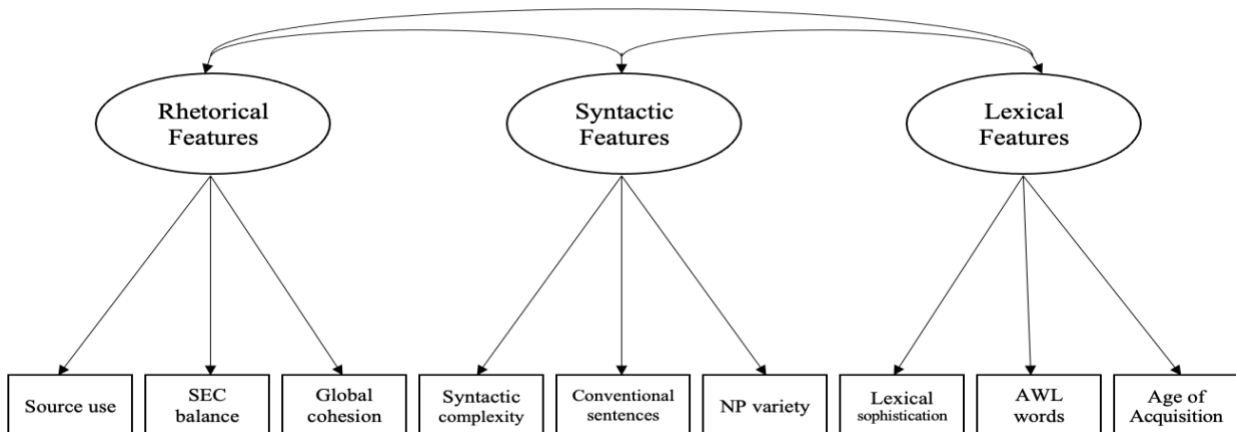 Rhetorical
Features
Syntactic
Features
Lexical
Features
Source use
SEC
balance
Global
cohesion
Syntactic
complexity
Conventional
sentences
NP variety
Lexical
sophistication
AWL
words
Age of
Acquisition